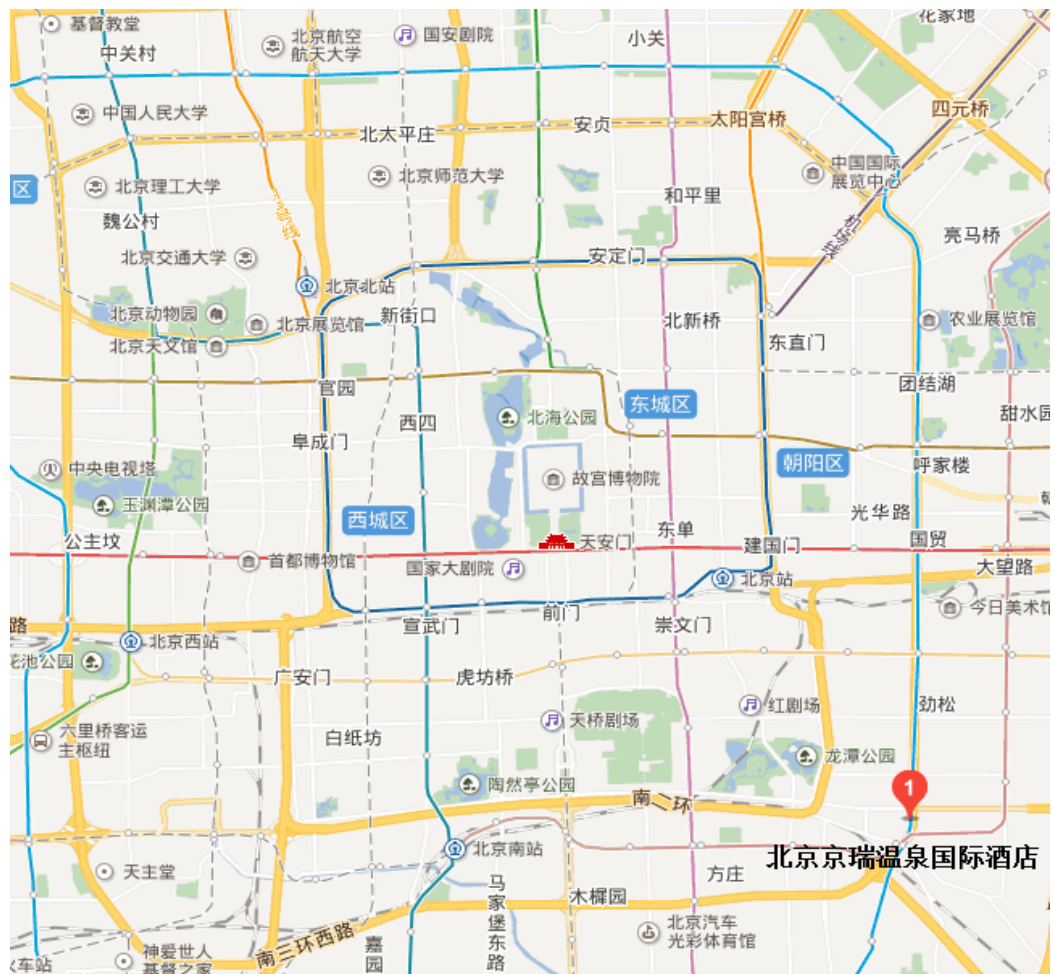 基督教堂
中关村
北京航空
航天大学
国安剧院
小关
花家地
中国人民大学
北太平庄
安贞
太阳宫桥
四元桥
区
北京理工大学
北京师范大学
中国国际
展览中心
魏公村
13号线
和平里
机场线
亮马桥
北京交通大学
安定门
北京北站
北京动物园
北京展览馆
新街口
北新桥
农业展览馆
北京天文馆
东直门
官园
团结湖
西四
北海公园
东城区
甜水园
阜成门
中央电视塔
故宫博物院
朝阳区
呼家楼
玉渊潭公园
西城区
光华路
公主坟
首都博物馆
天安门
东单
建国门
国贸
国家大剧院
北京站
大望路
路
宣武门
前门
崇文门
今日美术馆
北京西站
花池公园
广安门
虎坊桥
六里桥客运
主枢纽
白纸坊
天桥剧场
红剧场
劲松
龙潭公园
陶然亭公园
南二环
1
北京南站
北京京瑞温泉国际酒店
天主堂
马家堡东路
木樨园
方庄
北京汽车
光彩体育馆
南三环西路
嘉园
神爱世人
基督之家
火车站